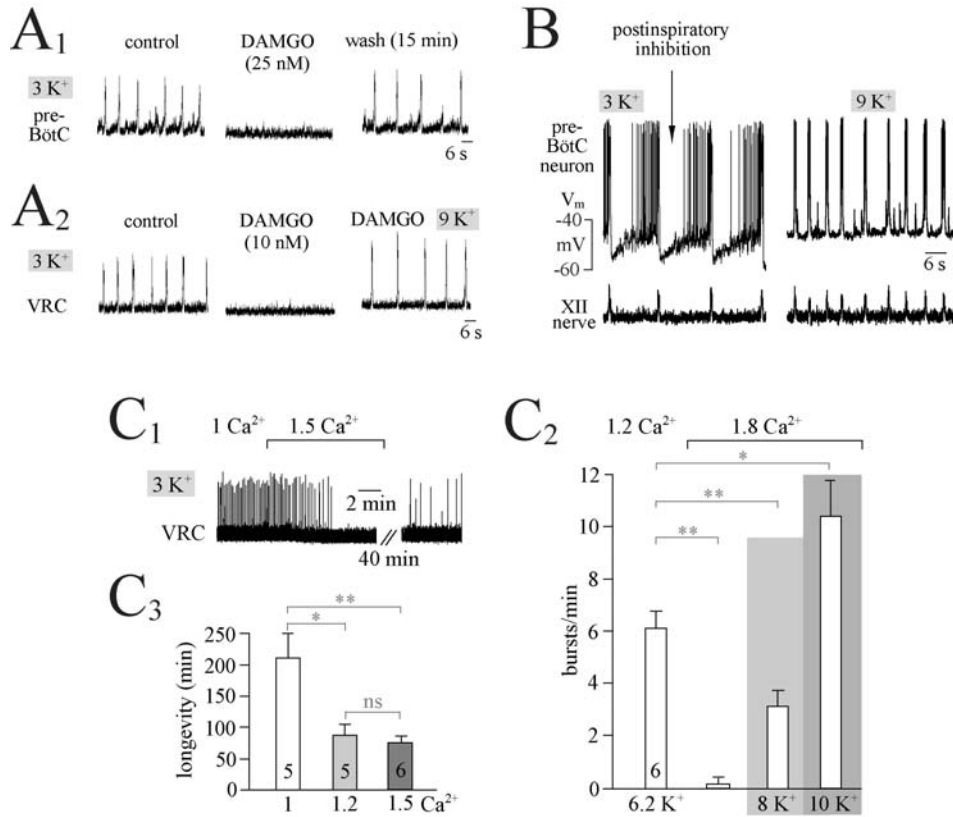 A1
control
DAMGO
(25 nM)
wash (15 min)
3 K⁺
pre-
BötC
6 s
A2
control
DAMGO
(10 nM)
DAMGO 9 K⁺
3 K⁺
VRC
6 s
B
postinspiratory
inhibition
3 K⁺
9 K⁺
pre-
BötC
neuron
Vm
-40
mV
-60
6 s
XII
nerve
C1
1 Ca²⁺ 1.5 Ca²⁺
3 K⁺
2 min
VRC
40 min
C3
**
*
ns
longevity (min)
250
200
150
100
50
0
5 5 6
1 1.2 1.5 Ca²⁺
C2
1.2 Ca²⁺ 1.8 Ca²⁺
*
**
**
bursts/min
12
10
8
6
4
2
0
6
6.2 K⁺ 8 K⁺ 10 K⁺